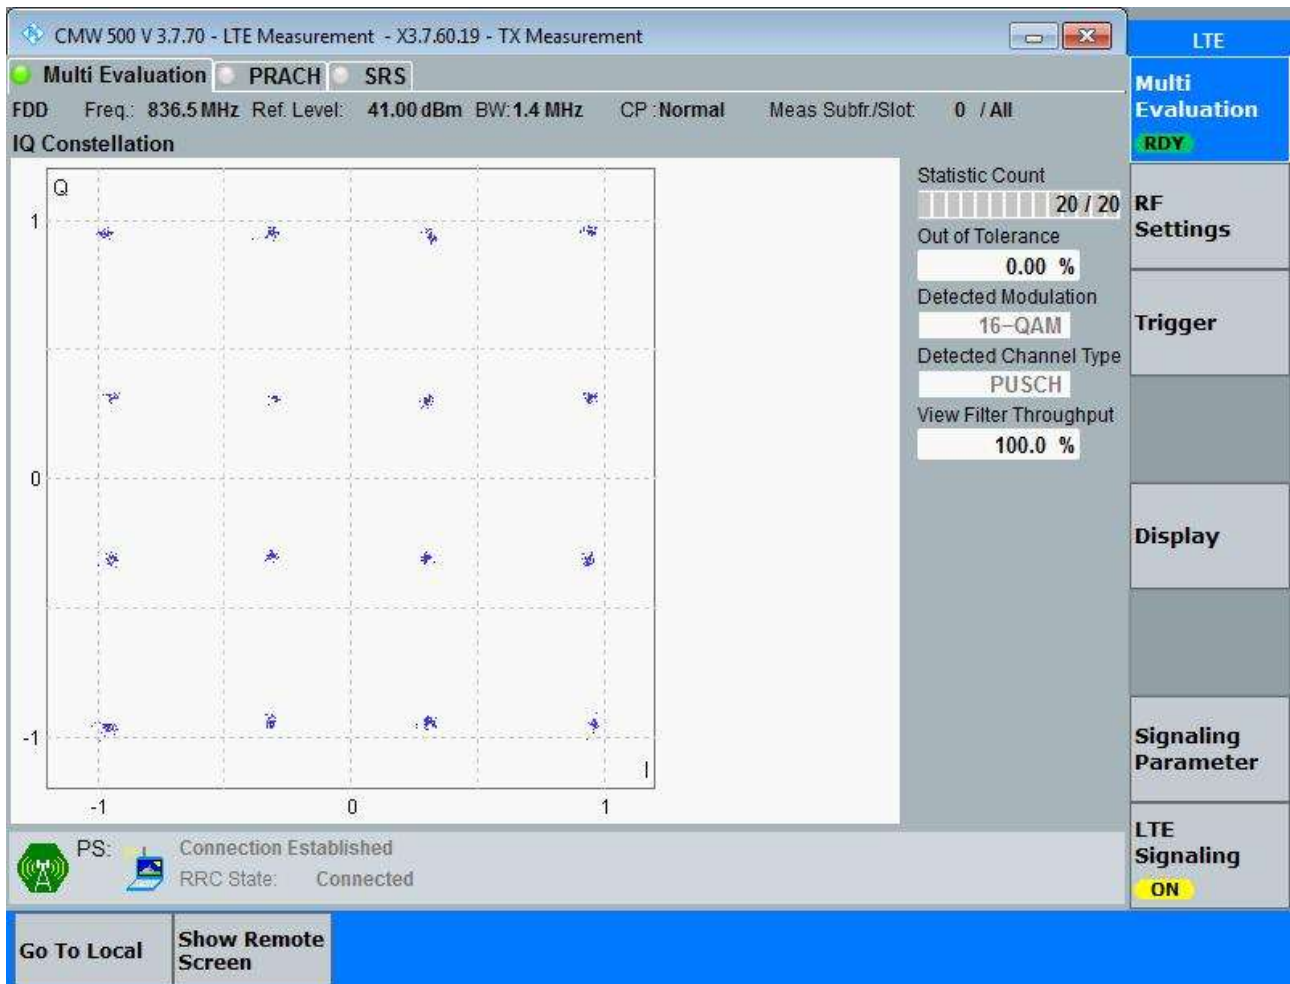 CMW 500 V 3.7.70 - LTE Measurement - X3.7.60.19 - TX Measurement
LTE
Multi Evaluation PRACH SRS
FDD Freq.: 836.5 MHz Ref. Level: 41.00 dBm BW: 1.4 MHz CP : Normal Meas Subfr./Slot: 0 / All
IQ Constellation
Q
1
0
-1
I
-1 0 1
Statistic Count
20 / 20
Out of Tolerance
0.00 %
Detected Modulation
16-QAM
Detected Channel Type
PUSCH
View Filter Throughput
100.0 %
Multi
Evaluation
RDY
RF
Settings
Trigger
Display
Signaling
Parameter
LTE
Signaling
ON
PS: Connection Established
RRC State: Connected
Go To Local
Show Remote
Screen